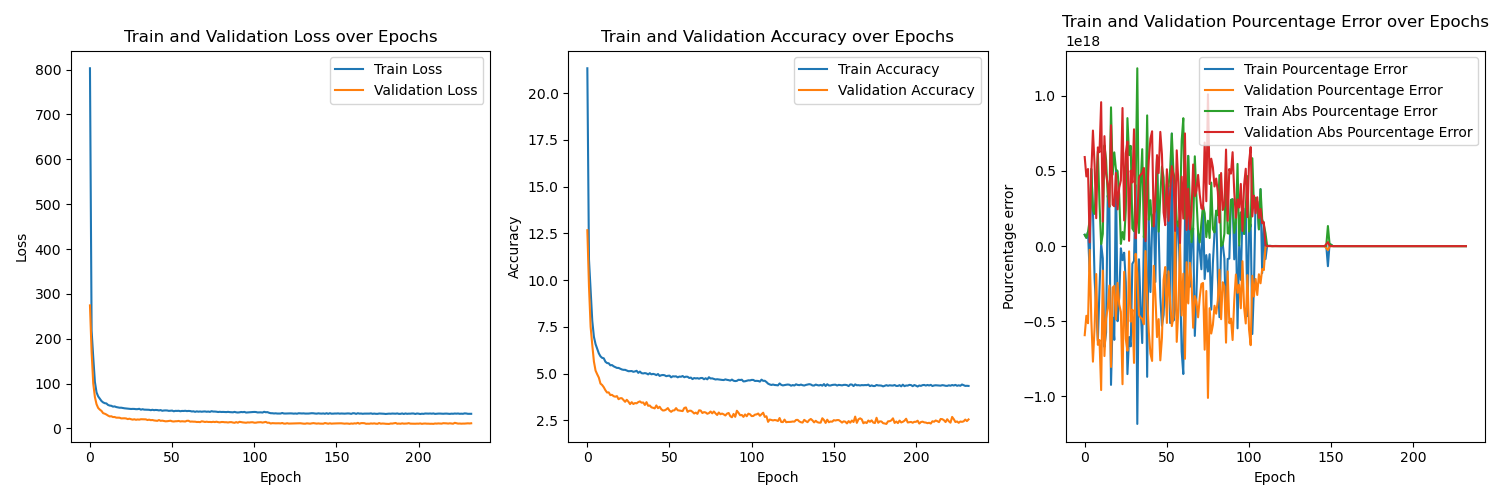 Train and Validation Loss over Epochs
800
700
600
500
400
300
200
100
0
Loss
0 50 100 150 200
Epoch
Train Loss
Validation Loss
Train and Validation Accuracy over Epochs
20.0
17.5
15.0
12.5
10.0
7.5
5.0
2.5
Accuracy
0 50 100 150 200
Epoch
Train Accuracy
Validation Accuracy
Train and Validation Pourcentage Error over Epochs
1e18
1.0
0.5
0.0
−0.5
−1.0
Pourcentage error
0 50 100 150 200
Epoch
Train Pourcentage Error
Validation Pourcentage Error
Train Abs Pourcentage Error
Validation Abs Pourcentage Error